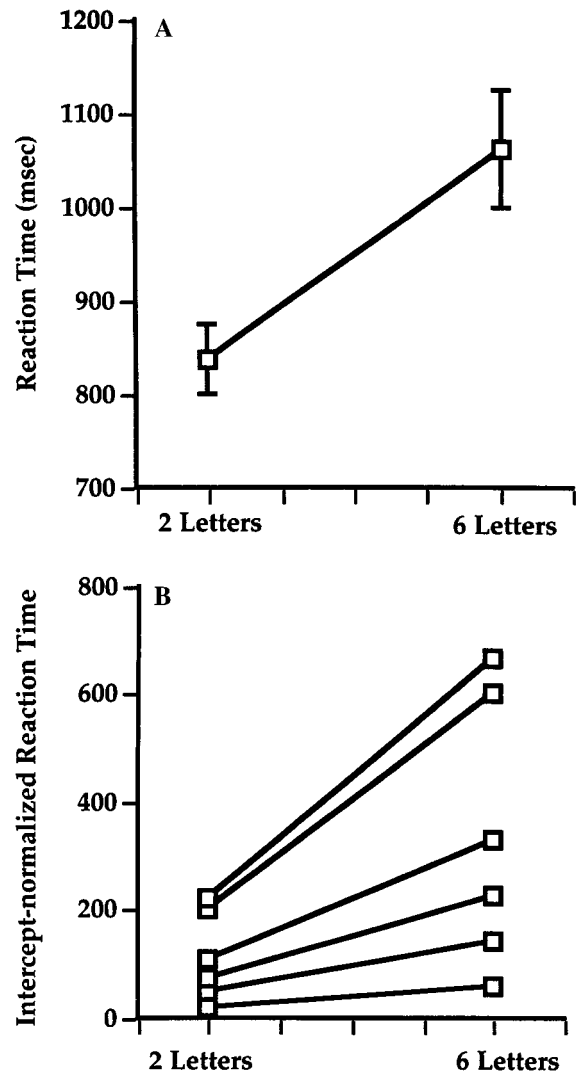 A
Reaction Time (msec)
1200
1100
1000
900
800
700
2 Letters
6 Letters
B
Intercept-normalized Reaction Time
800
600
400
200
0
2 Letters
6 Letters